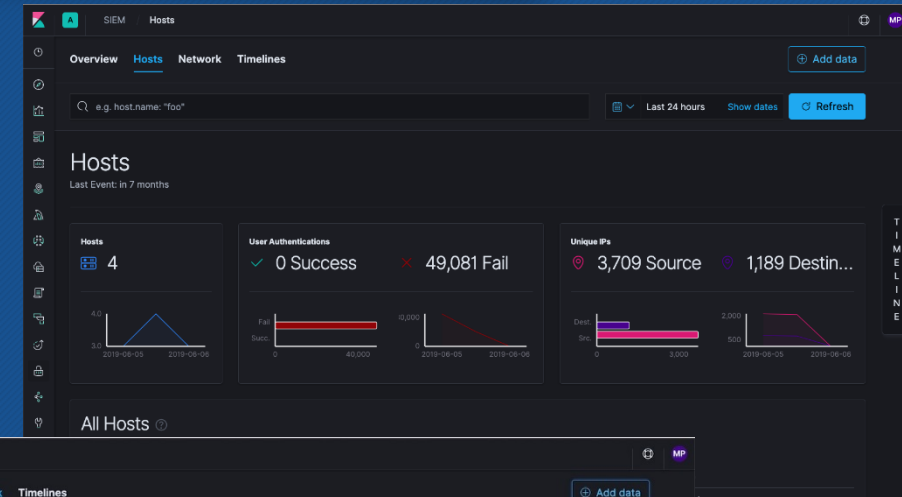 A SIEM Hosts MP
Overview Hosts Network Timelines Add data
e.g. host.name: "foo" Last 24 hours Show dates Refresh
Hosts
Last Event: in 7 months
Hosts
4
4.0
3.0
2019-06-05 2019-06-06
User Authentications
0 Success 49,081 Fail
Fail
Succ.
0 40,000
0
2019-06-05 2019-06-06
Unique IPs
3,709 Source 1,189 Destin...
Dest.
Src.
0 3,000
2,000
500
2019-06-05 2019-06-06
TIMELINE
All Hosts
MP
Timelines Add data